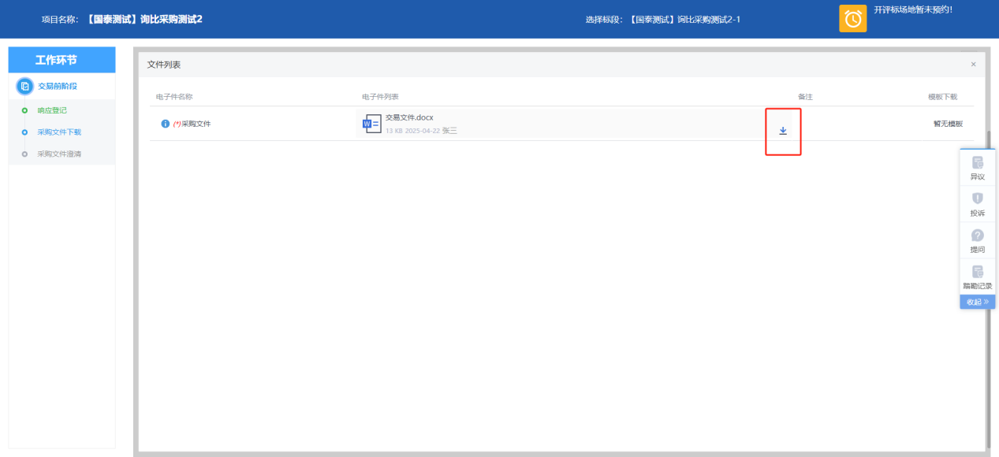 项目名称：【国泰测试】询比采购测试2
选择标段：【国泰测试】询比采购测试2-1
开评标场地暂未预约！
工作环节
交易前阶段
响应登记
采购文件下载
采购文件澄清
文件列表
×
电子件名称 电子件列表 备注 模板下载
(*)采购文件
交易文件.docx
13 KB 2025-04-22 张三
暂无模板
异议
投诉
提问
踏勘记录
收起 »